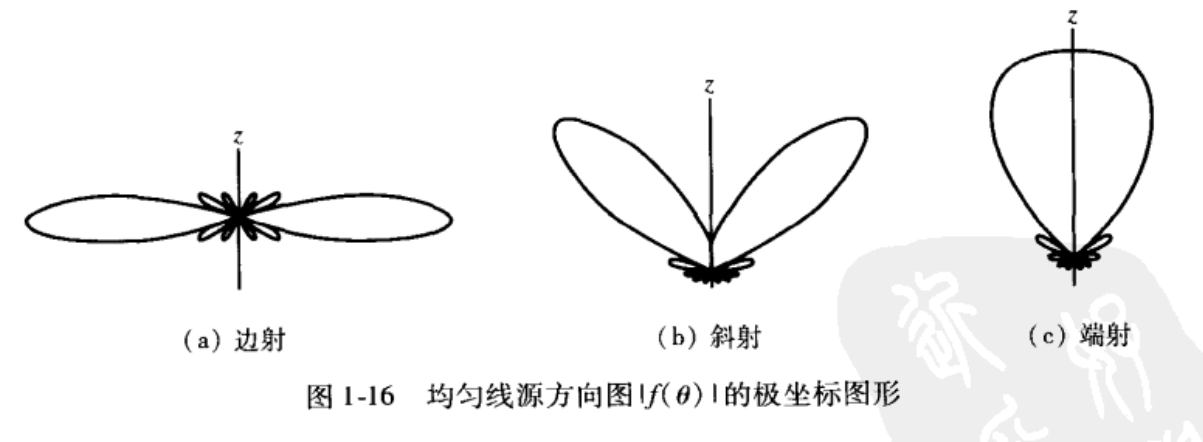 z
z
z
(a) 边射
(b) 斜射
(c) 端射
图 1-16 均匀线源方向图|f(θ)|的极坐标图形